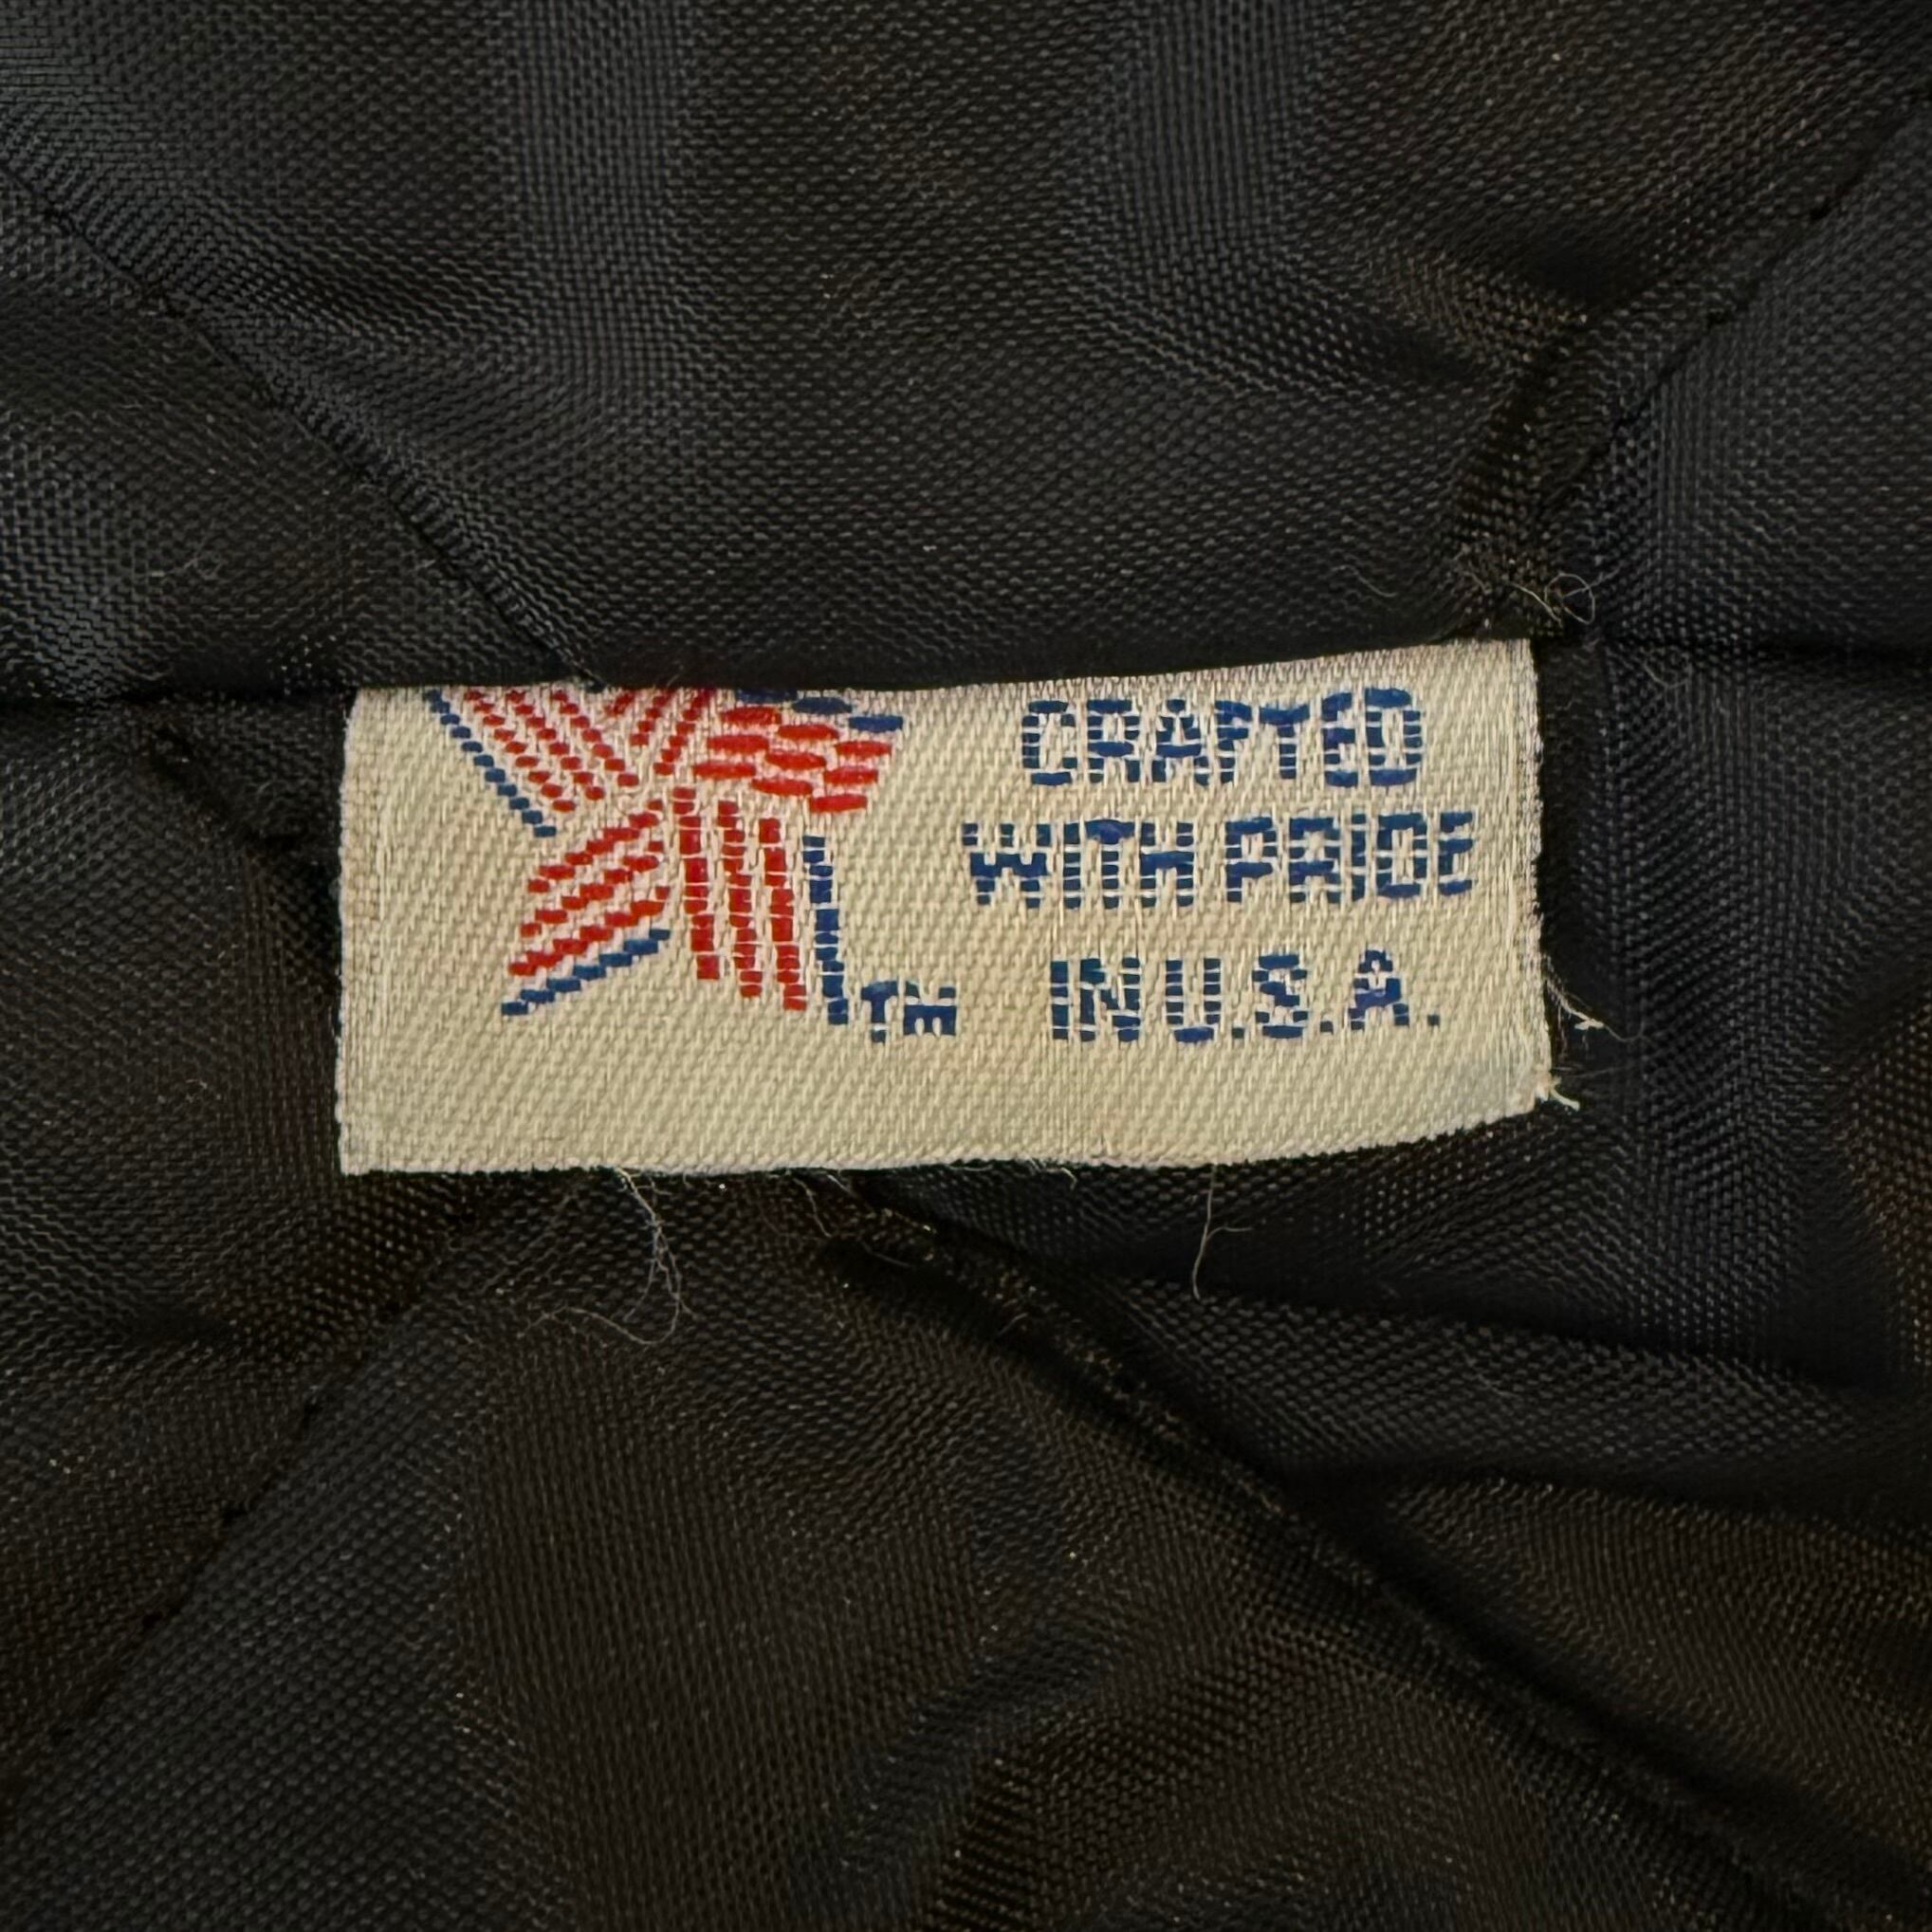 CRAFTED
WITH PRIDE
IN U.S.A.
TM